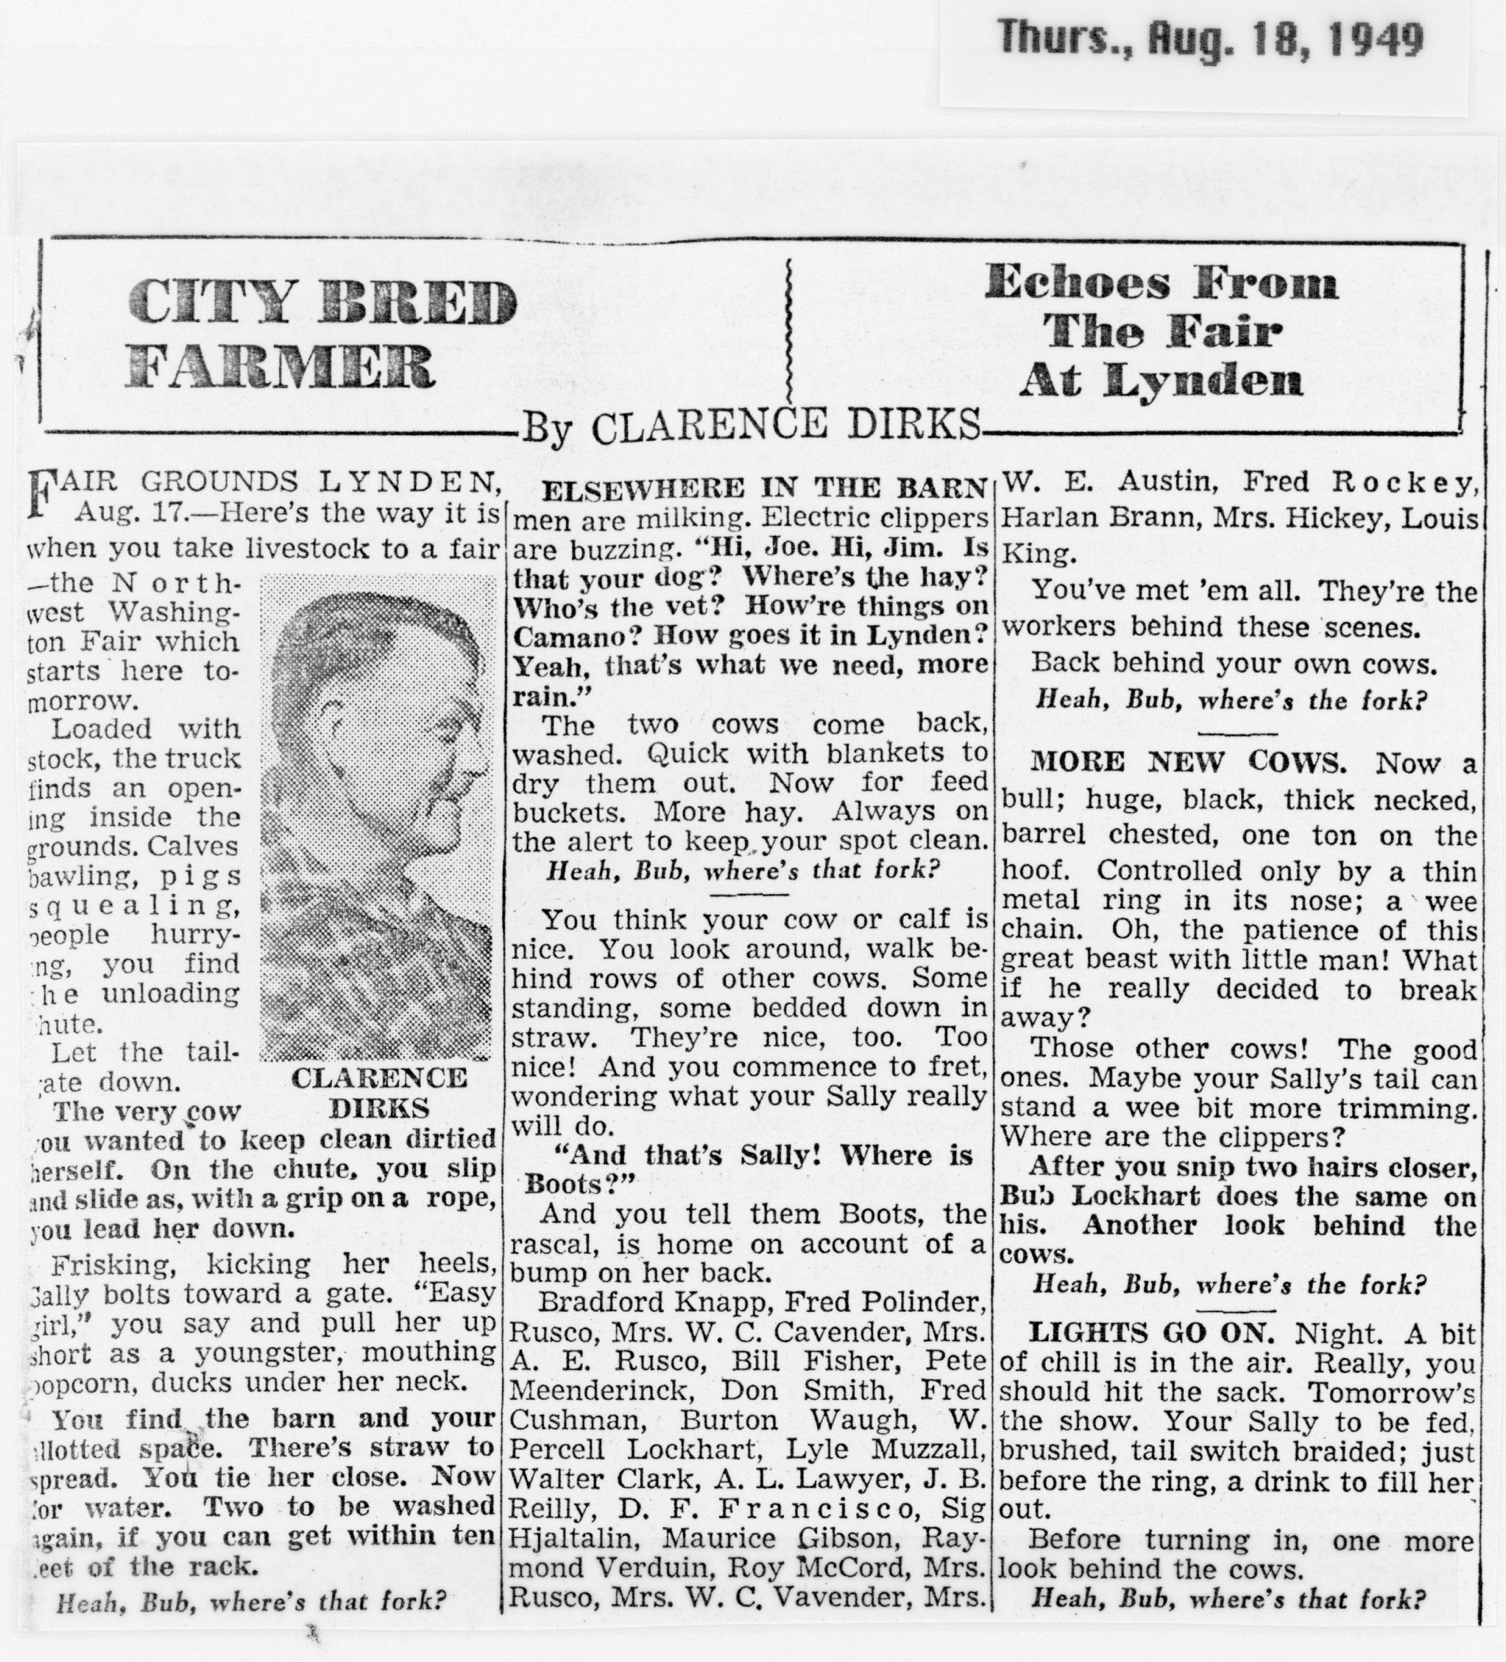 Thurs., Aug. 18, 1949
CITY BRED
FARMER
Echoes From
The Fair
At Lynden
By CLARENCE DIRKS
FAIR GROUNDS LYNDEN,
Aug. 17.—Here's the way it is
when you take livestock to a fair
—the North-
west Washing-
ton Fair which
starts here to-
morrow.
Loaded with
stock, the truck
finds an open-
ing inside the
grounds. Calves
bawling, pigs
squealing,
people hurry-
ing, you find
the unloading
hute.
Let the tail-
ate down.
CLARENCE
DIRKS
The very cow
you wanted to keep clean dirtied
herself. On the chute, you slip
and slide as, with a grip on a rope,
you lead her down.
Frisking, kicking her heels,
Sally bolts toward a gate. "Easy
girl," you say and pull her up
short as a youngster, mouthing
popcorn, ducks under her neck.
You find the barn and your
allotted space. There's straw to
spread. You tie her close. Now
for water. Two to be washed
again, if you can get within ten
feet of the rack.
Heah, Bub, where's that fork?
ELSEWHERE IN THE BARN
men are milking. Electric clippers
are buzzing. "Hi, Joe. Hi, Jim. Is
that your dog? Where's the hay?
Who's the vet? How're things on
Camano? How goes it in Lynden?
Yeah, that's what we need, more
rain."
The two cows come back,
washed. Quick with blankets to
dry them out. Now for feed
buckets. More hay. Always on
the alert to keep your spot clean.
Heah, Bub, where's that fork?
You think your cow or calf is
nice. You look around, walk be-
hind rows of other cows. Some
standing, some bedded down in
straw. They're nice, too. Too
nice! And you commence to fret,
wondering what your Sally really
will do.
"And that's Sally! Where is
Boots?"
And you tell them Boots, the
rascal, is home on account of a
bump on her back.
Bradford Knapp, Fred Polinder,
Rusco, Mrs. W. C. Cavender, Mrs.
A. E. Rusco, Bill Fisher, Pete
Meenderinck, Don Smith, Fred
Cushman, Burton Waugh, W.
Percell Lockhart, Lyle Muzzall,
Walter Clark, A. L. Lawyer, J. B.
Reilly, D. F. Francisco, Sig
Hjaltalin, Maurice Gibson, Ray-
mond Verduin, Roy McCord, Mrs.
Rusco, Mrs. W. C. Vavender, Mrs.
W. E. Austin, Fred Rockey,
Harlan Brann, Mrs. Hickey, Louis
King.
You've met 'em all. They're the
workers behind these scenes.
Back behind your own cows.
Heah, Bub, where's the fork?
MORE NEW COWS. Now a
bull; huge, black, thick necked,
barrel chested, one ton on the
hoof. Controlled only by a thin
metal ring in its nose; a wee
chain. Oh, the patience of this
great beast with little man! What
if he really decided to break
away?
Those other cows! The good
ones. Maybe your Sally's tail can
stand a wee bit more trimming.
Where are the clippers?
After you snip two hairs closer,
Bub Lockhart does the same on
his. Another look behind the
cows.
Heah, Bub, where's the fork?
LIGHTS GO ON. Night. A bit
of chill is in the air. Really, you
should hit the sack. Tomorrow's
the show. Your Sally to be fed,
brushed, tail switch braided; just
before the ring, a drink to fill her
out.
Before turning in, one more
look behind the cows.
Heah, Bub, where's that fork?